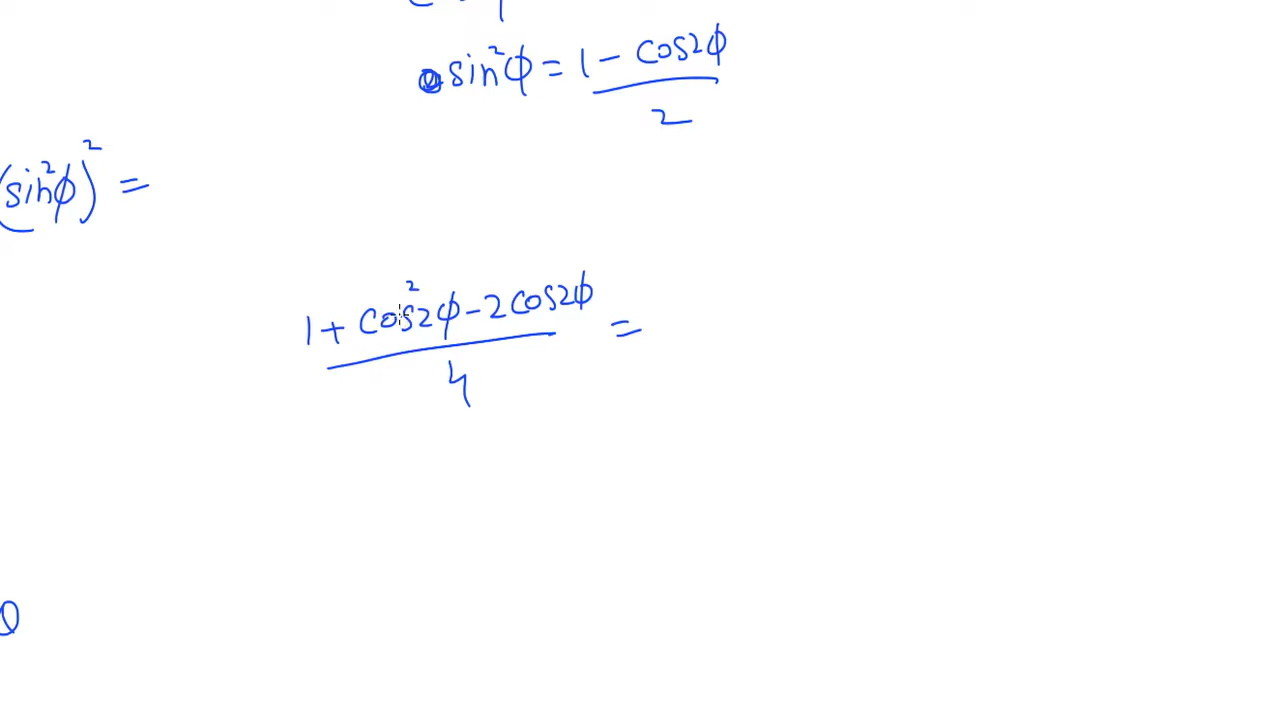 sin²φ = 1 - cos2φ / 2
(sin²φ)² =
1 + cos²2φ - 2cos2φ / 4 =